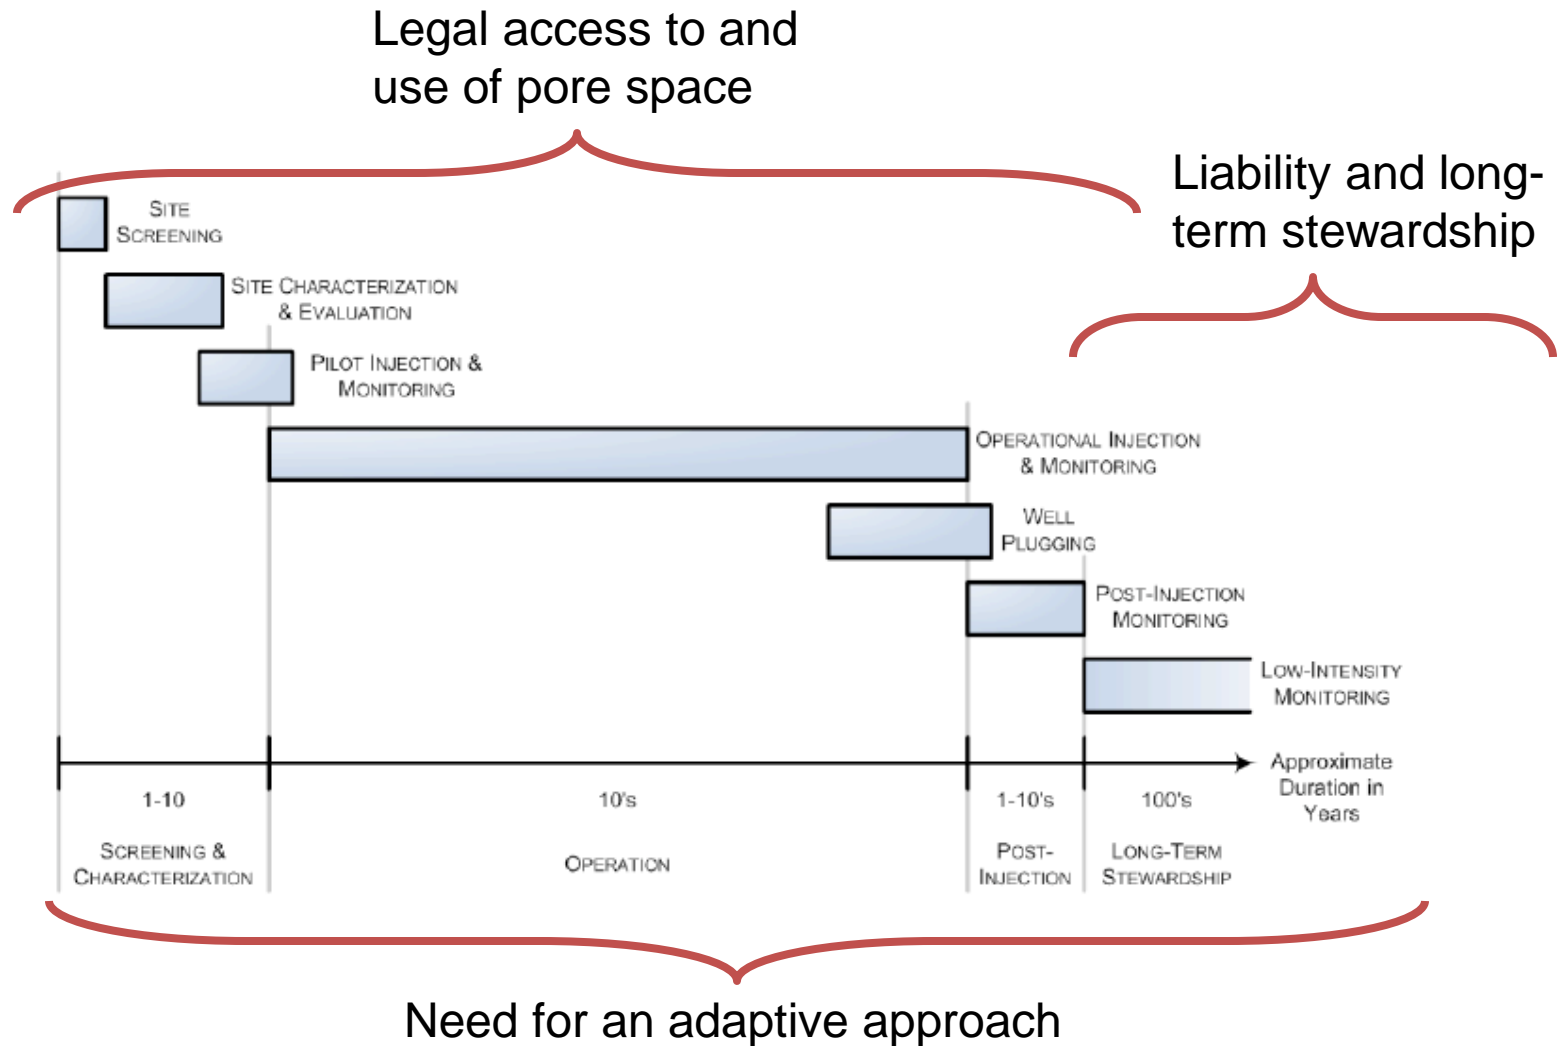 Legal access to and
use of pore space
Liability and long-
term stewardship
SITE
SCREENING
SITE CHARACTERIZATION
& EVALUATION
PILOT INJECTION &
MONITORING
OPERATIONAL INJECTION
& MONITORING
WELL
PLUGGING
POST-INJECTION
MONITORING
LOW-INTENSITY
MONITORING
Approximate
Duration in
Years
1-10
10's
1-10's
100's
SCREENING &
CHARACTERIZATION
OPERATION
POST-
INJECTION
LONG-TERM
STEWARDSHIP
Need for an adaptive approach